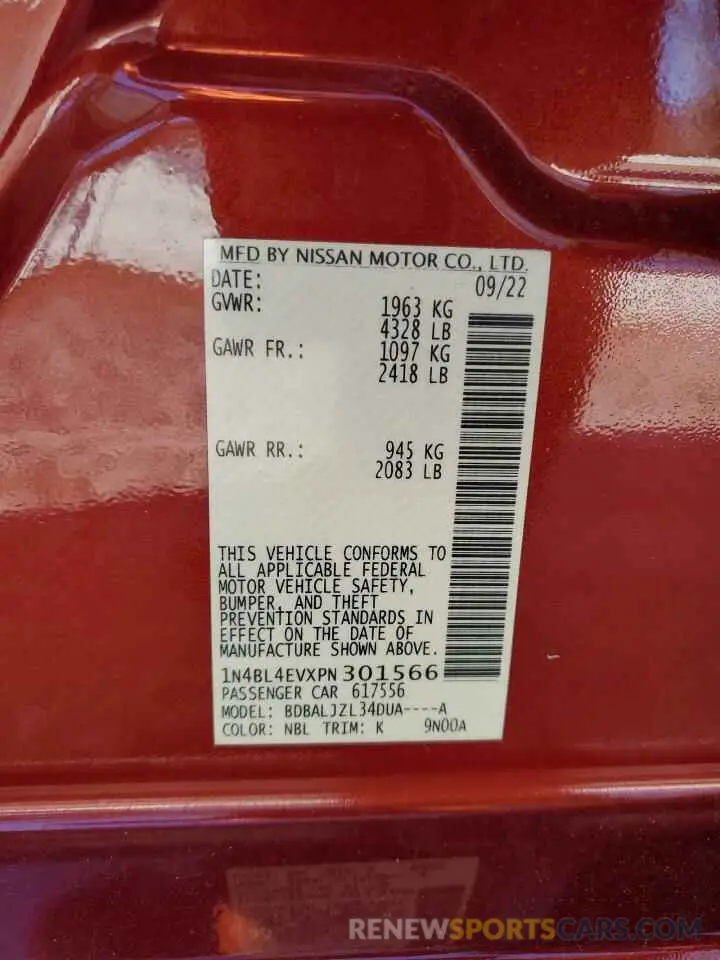 MFD BY NISSAN MOTOR CO., LTD.
DATE: 09/22
GVWR: 1963 KG
4328 LB
GAWR FR.: 1097 KG
2418 LB
GAWR RR.: 945 KG
2083 LB
THIS VEHICLE CONFORMS TO
ALL APPLICABLE FEDERAL
MOTOR VEHICLE SAFETY,
BUMPER, AND THEFT
PREVENTION STANDARDS IN
EFFECT ON THE DATE OF
MANUFACTURE SHOWN ABOVE.
1N4BL4EVXPN301566
PASSENGER CAR 617556
MODEL: BDBALJZL34DUA----A
COLOR: NBL TRIM: K 9N00A
RENEWSPORTSCAR.COM